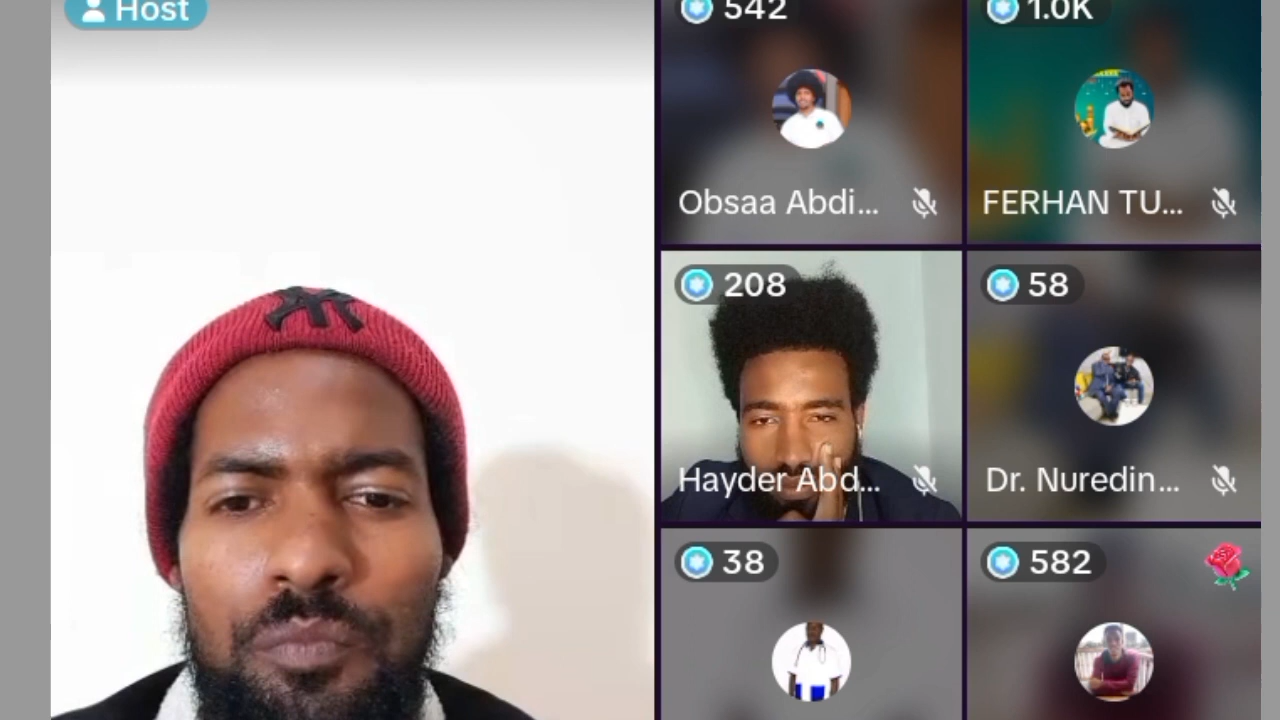 Host
542
1.0K
Obsaa Abdi...
FERHAN TU...
208
58
Hayder Abd...
Dr. Nuredin...
38
582